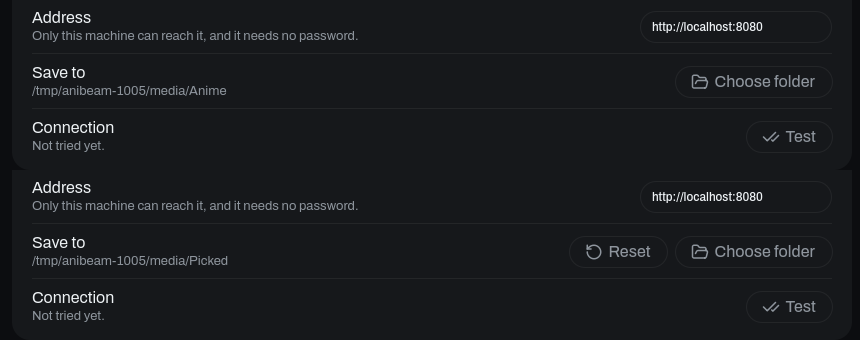 Address
Only this machine can reach it, and it needs no password.
http://localhost:8080
Save to
/tmp/anibeam-1005/media/Anime
Choose folder
Connection
Not tried yet.
Test
Address
Only this machine can reach it, and it needs no password.
http://localhost:8080
Save to
/tmp/anibeam-1005/media/Picked
Reset
Choose folder
Connection
Not tried yet.
Test